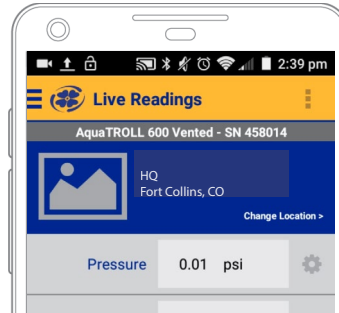 2:39 pm
Live Readings
AquaTROLL 600 Vented - SN 458014
HQ
Fort Collins, CO
Change Location >
Pressure 0.01 psi